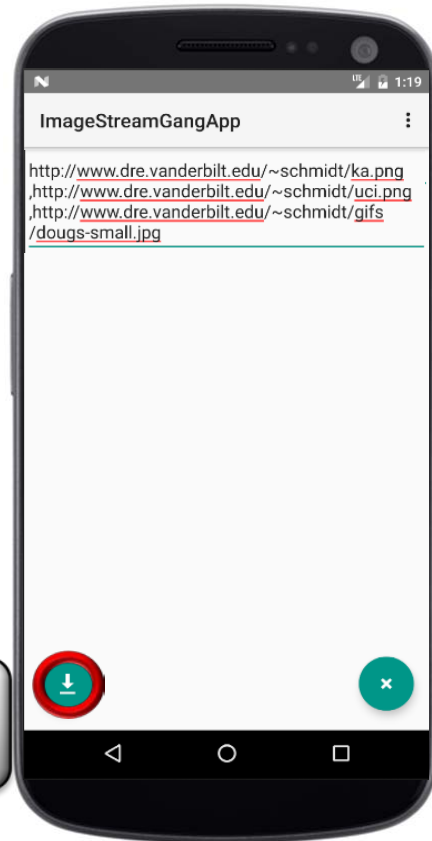 LTE 1:19
ImageStreamGangApp
http://www.dre.vanderbilt.edu/~schmidt/ka.png
,http://www.dre.vanderbilt.edu/~schmidt/uci.png
,http://www.dre.vanderbilt.edu/~schmidt/gifs
/dougs-small.jpg